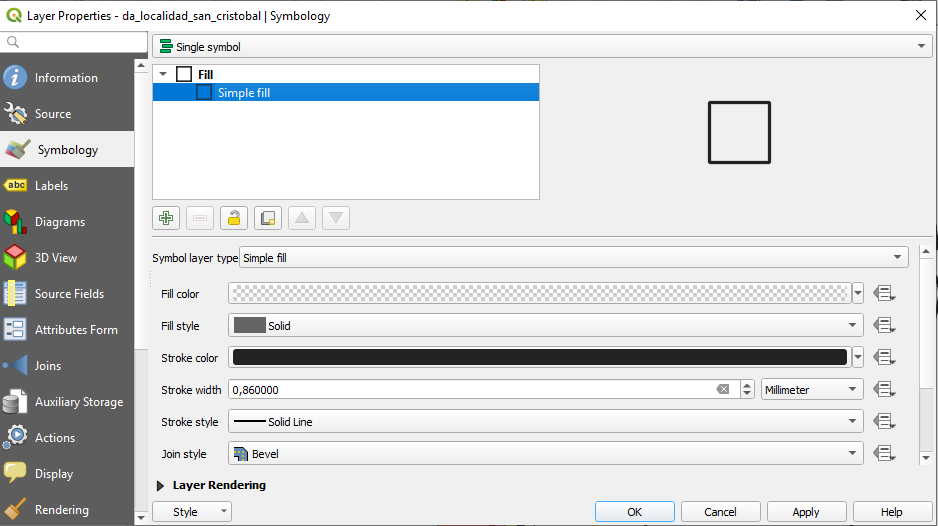 Layer Properties - da_localidad_san_cristobal | Symbology
Single symbol
Information
Source
Symbology
abc Labels
Diagrams
3D View
Source Fields
Attributes Form
Joins
Auxiliary Storage
Actions
Display
Rendering
Fill
Simple fill
Symbol layer type Simple fill
Fill color
Fill style Solid
Stroke color
Stroke width 0,860000 Millimeter
Stroke style Solid Line
Join style Bevel
Layer Rendering
Style OK Cancel Apply Help